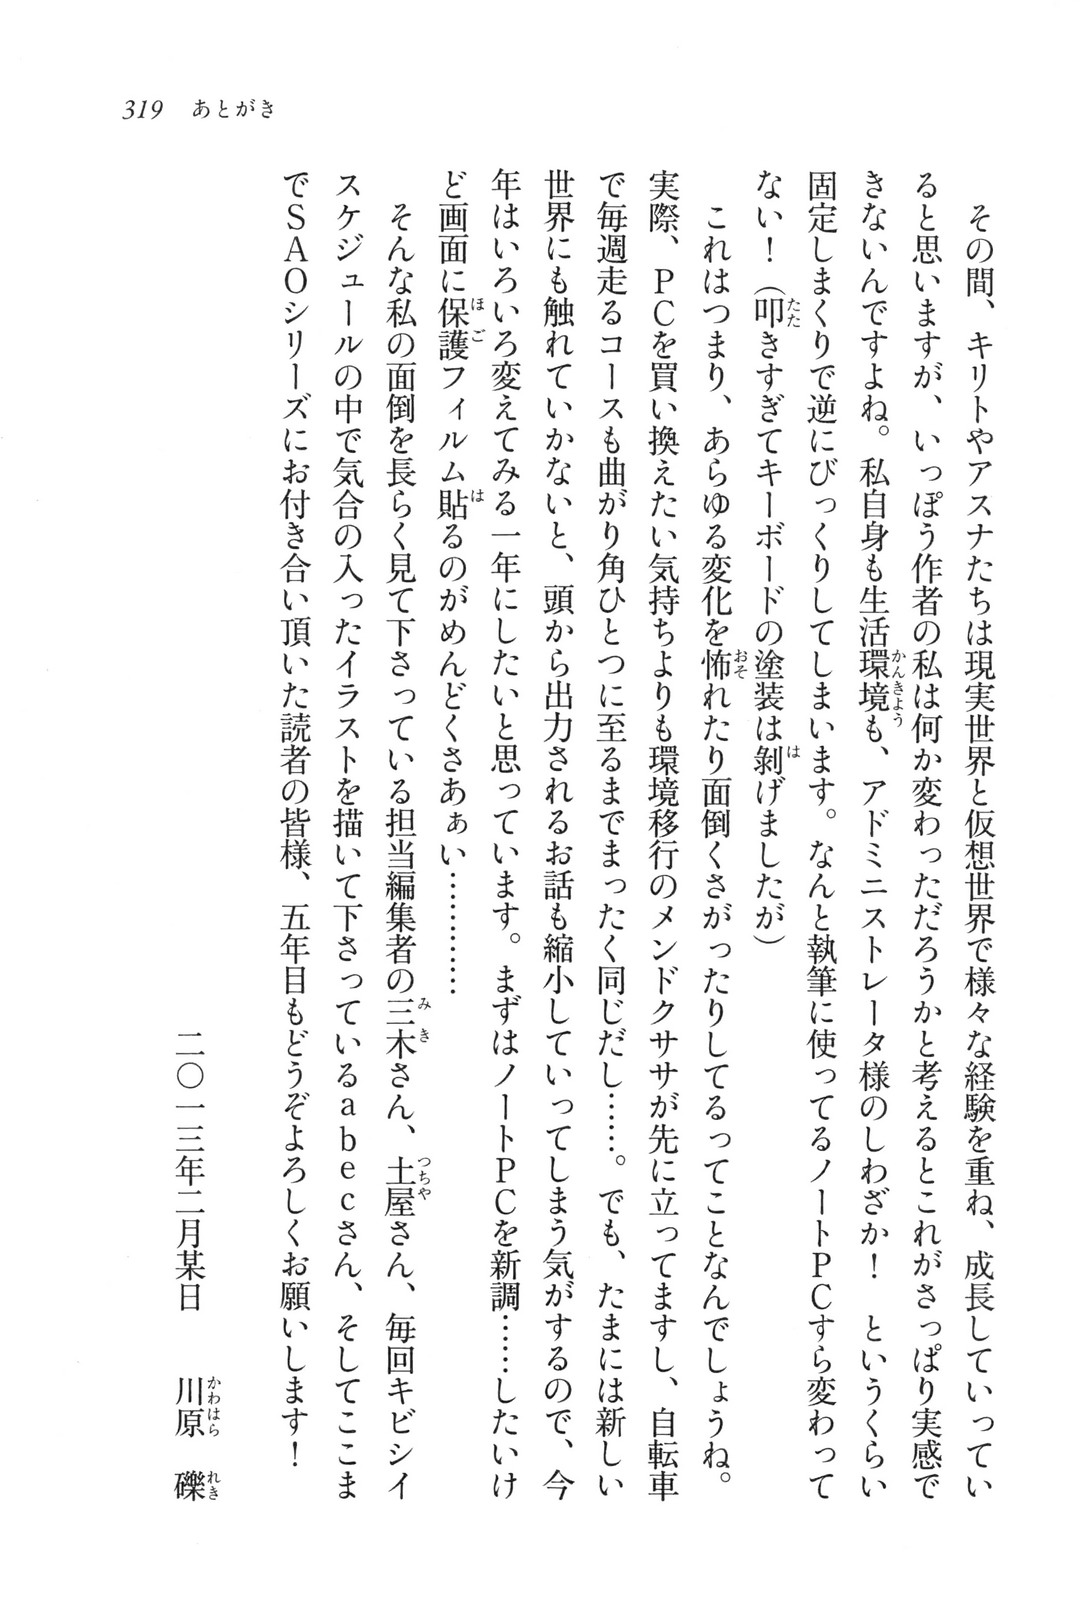 319 あとがき
その間、キリトやアスナたちは現実世界と仮想世界で様々な経験を重ね、成長していってい
ると思いますが、いっぽう作者の私は何か変わっただろうかと考えるとこれがさっぱり実感で
きないんですよね。私自身も生活環境も、アドミニストレータ様のしわざか！　というくらい
固定しまくりで逆にびっくりしてしまいます。なんと執筆に使ってるノートPCすら変わって
ない！（叩きすぎてキーボードの塗装は剝げましたが）
これはつまり、あらゆる変化を怖れたり面倒くさがったりしてるってことなんでしょうね。
実際、PCを買い換えたい気持ちよりも環境移行のメンドクササが先に立ってますし、自転車
で毎週走るコースも曲がり角ひとつに至るまでまったく同じだし……。でも、たまには新しい
世界にも触れていかないと、頭から出力されるお話も縮小していってしまう気がするので、今
年はいろいろ変えてみる一年にしたいと思っています。まずはノートPCを新調……したいけ
ど画面に保護フィルム貼るのがめんどくさあぁい…………
そんな私の面倒を長らく見て下さっている担当編集者の三木さん、土屋さん、毎回キビシイ
スケジュールの中で気合の入ったイラストを描いて下さっているabecさん、そしてここま
でSAOシリーズにお付き合い頂いた読者の皆様、五年目もどうぞよろしくお願いします！
二〇一三年二月某日　川原　礫